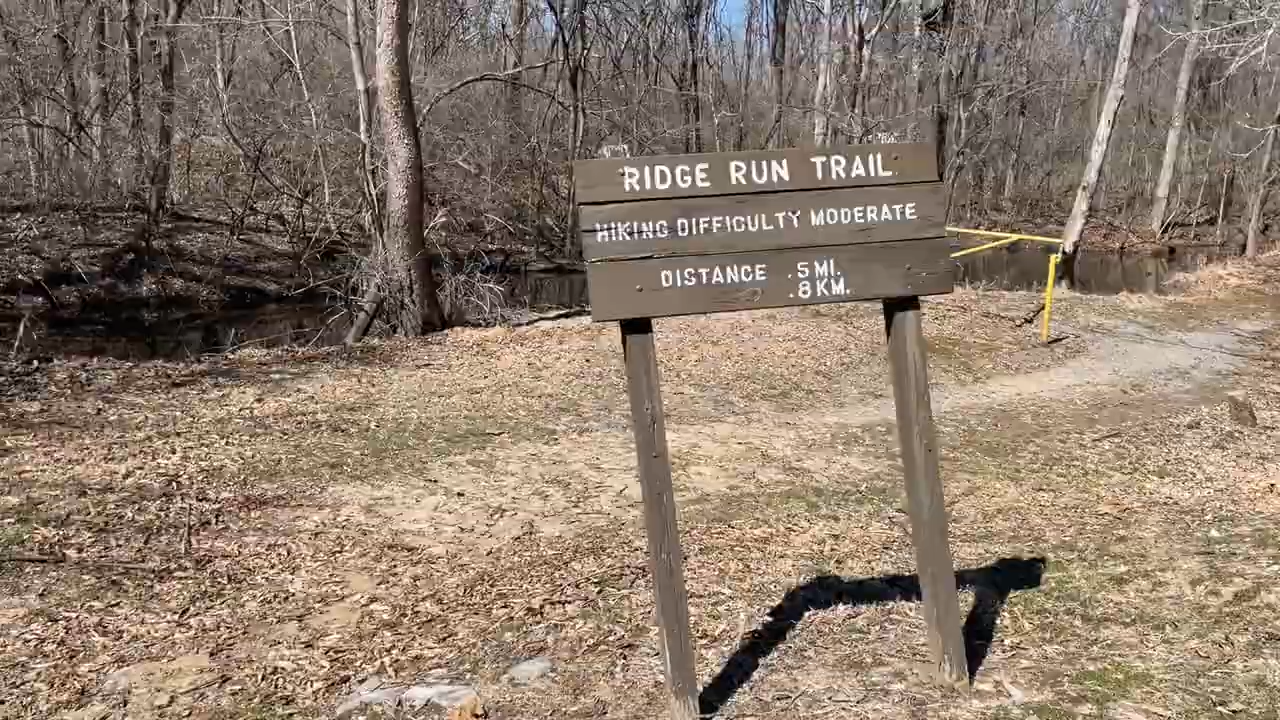 RIDGE RUN TRAIL
HIKING DIFFICULTY MODERATE
DISTANCE .5 MI.
.8 KM.